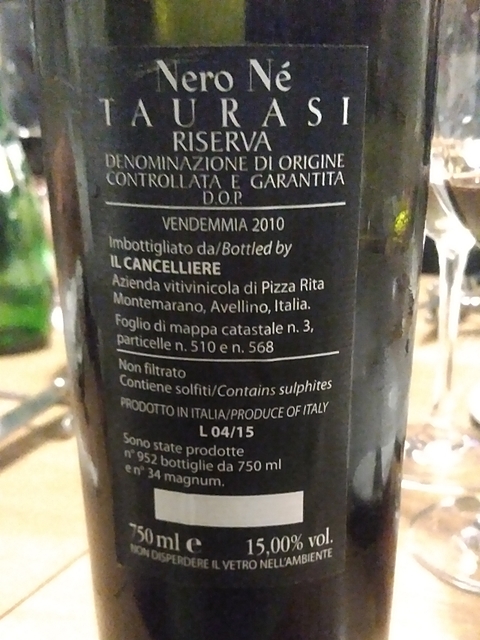 Nero Né
TAURASI
RISERVA
DENOMINAZIONE DI ORIGINE
CONTROLLATA E GARANTITA
D.O.P.
VENDEMMIA 2010
Imbottigliato da/Bottled by
IL CANCELLIERE
Azienda vitivinicola di Pizza Rita
Montemarano, Avellino, Italia.
Foglio di mappa catastale n. 3,
particelle n. 510 e n. 568
Non filtrato
Contiene solfiti/Contains sulphites
PRODOTTO IN ITALIA/PRODUCE OF ITALY
L 04/15
Sono state prodotte
n° 952 bottiglie da 750 ml
e n° 34 magnum.
750 ml e 15,00% vol.
NON DISPERDERE IL VETRO NELL'AMBIENTE